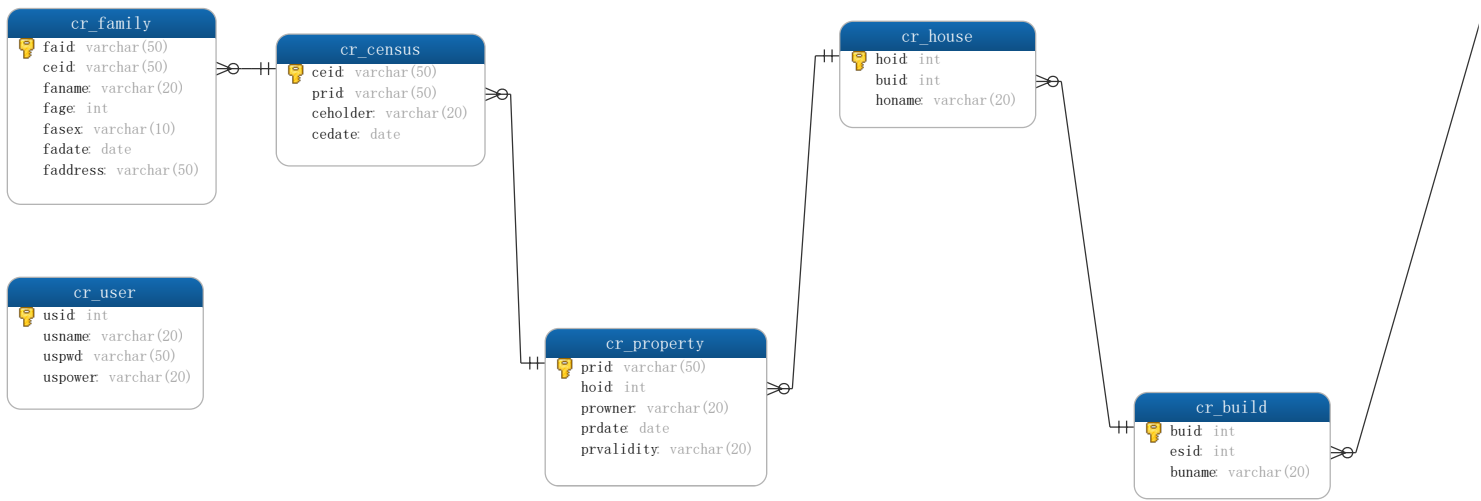 cr_family
faid: varchar(50)
ceid: varchar(50)
faname: varchar(20)
fage: int
fasex: varchar(10)
fadate: date
faddress: varchar(50)
cr_census
ceid: varchar(50)
prid: varchar(50)
ceholder: varchar(20)
cedate: date
cr_house
hoid: int
buid: int
honame: varchar(20)
cr_user
usid: int
usname: varchar(20)
uspwd: varchar(50)
uspower: varchar(20)
cr_property
prid: varchar(50)
hoid: int
prowner: varchar(20)
prdate: date
prvalidity: varchar(20)
cr_build
buid: int
esid: int
buname: varchar(20)